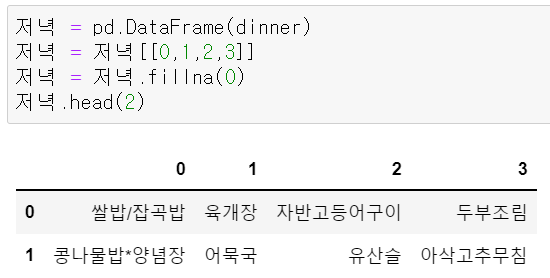 저녁 = pd.DataFrame(dinner)
저녁 = 저녁[[0,1,2,3]]
저녁 = 저녁.fillna(0)
저녁.head(2)
0 1 2 3
0 쌀밥/잡곡밥 육개장 자반고등어구이 두부조림
1 콩나물밥*양념장 어묵국 유산슬 아삭고추무침